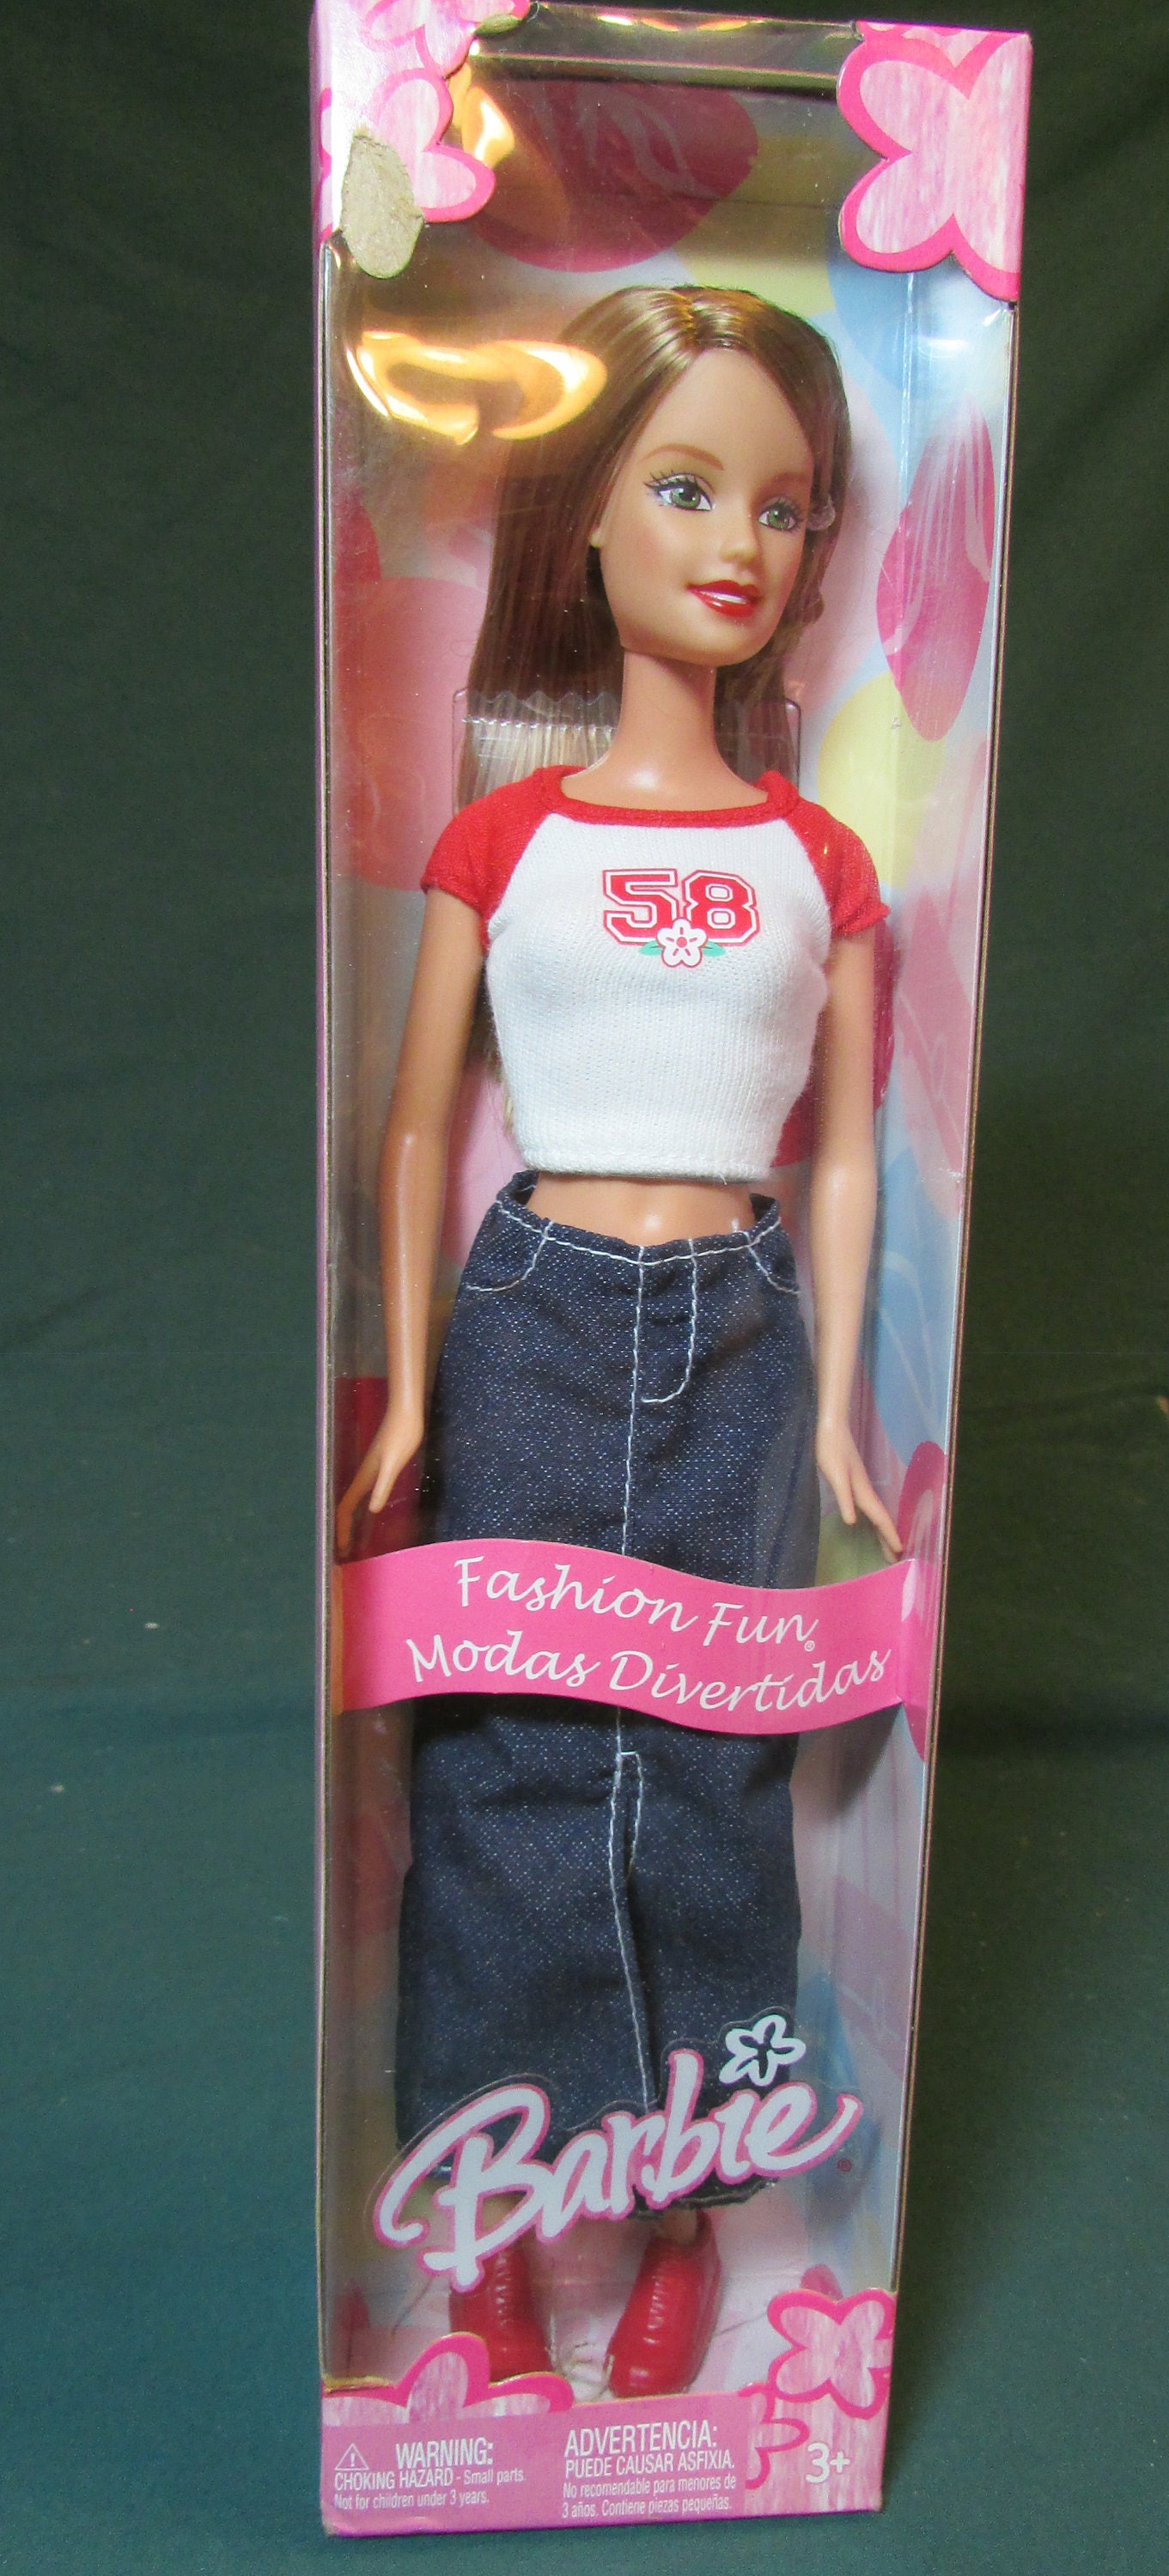 58
Fashion Fun®
Modas Divertidas
Barbie®
WARNING:
CHOKING HAZARD - Small parts.
Not for children under 3 years.
ADVERTENCIA:
PUEDE CAUSAR ASFIXIA.
No recomendable para menores de
3 años. Contiene piezas pequeñas.
3+